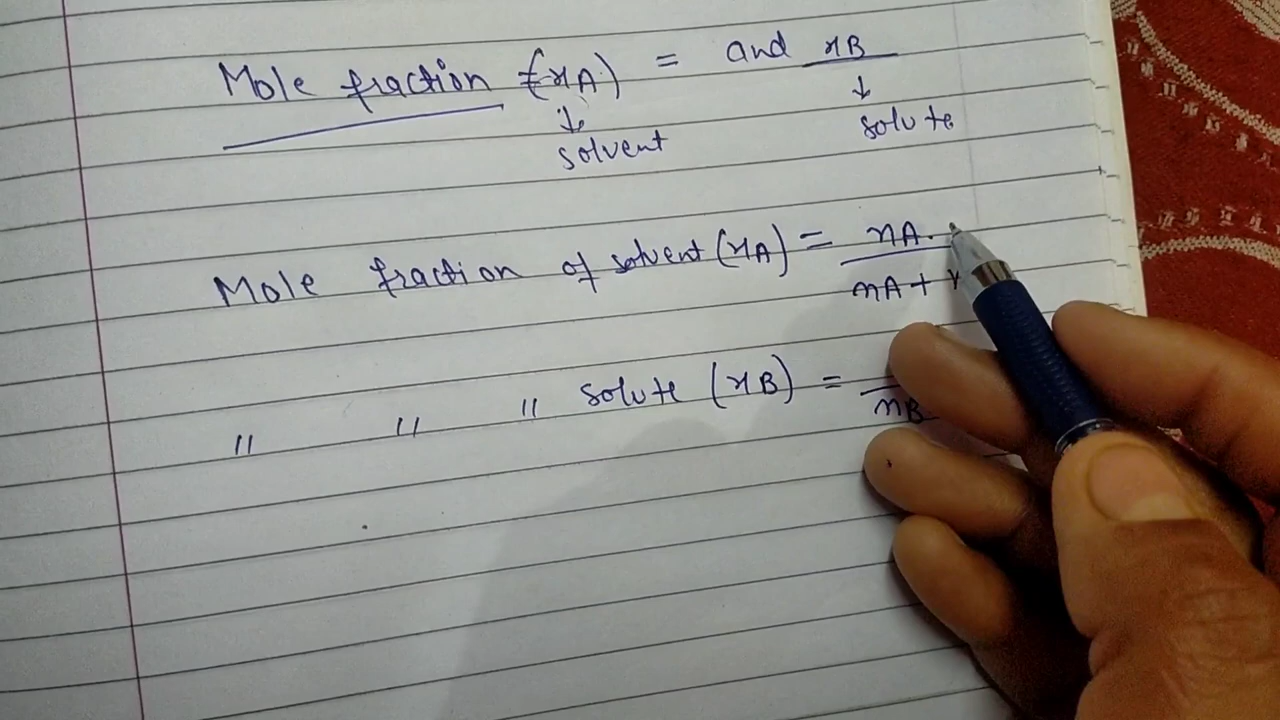 Mole fraction (xA) = and xB
↓ ↓
solvent solute
Mole fraction of solvent (xA) = nA
nA +
" " " solute (xB) =
nB